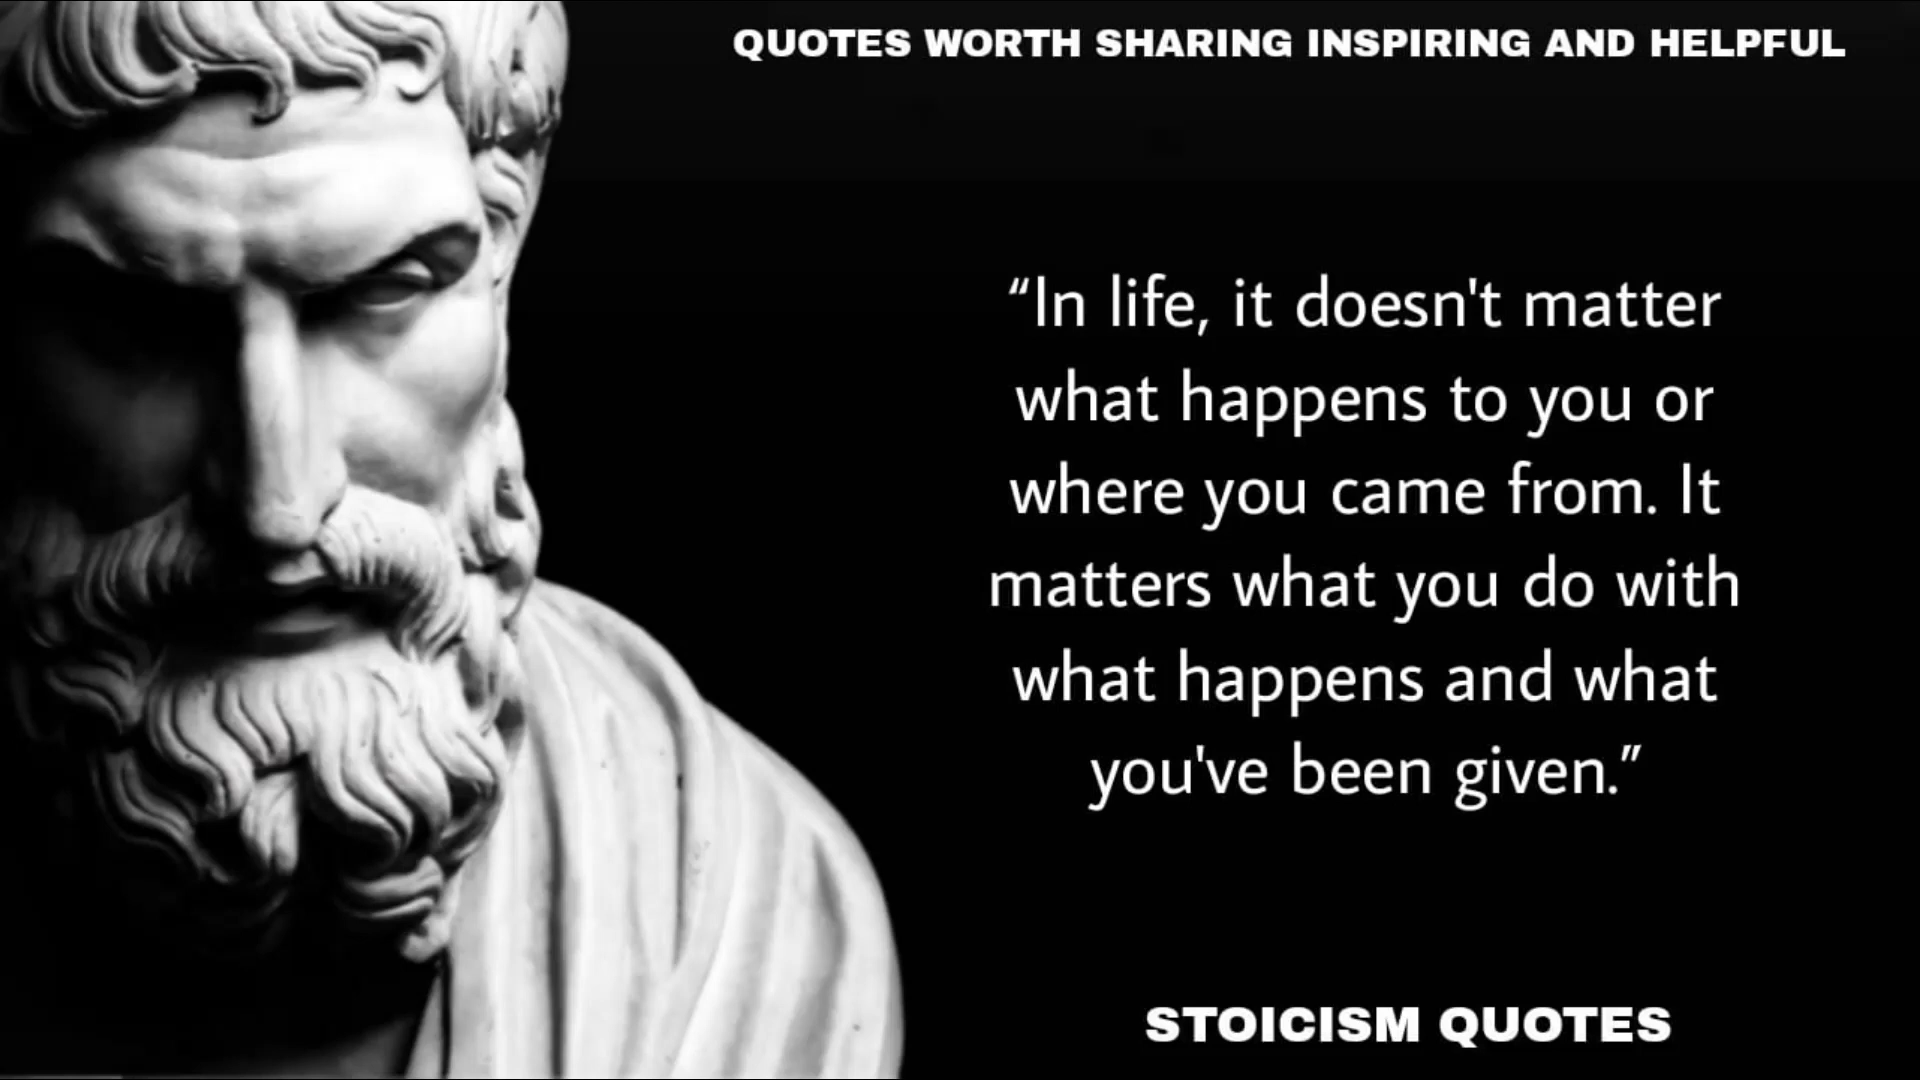 QUOTES WORTH SHARING INSPIRING AND HELPFUL
“In life, it doesn't matter
what happens to you or
where you came from. It
matters what you do with
what happens and what
you've been given.”
STOICISM QUOTES